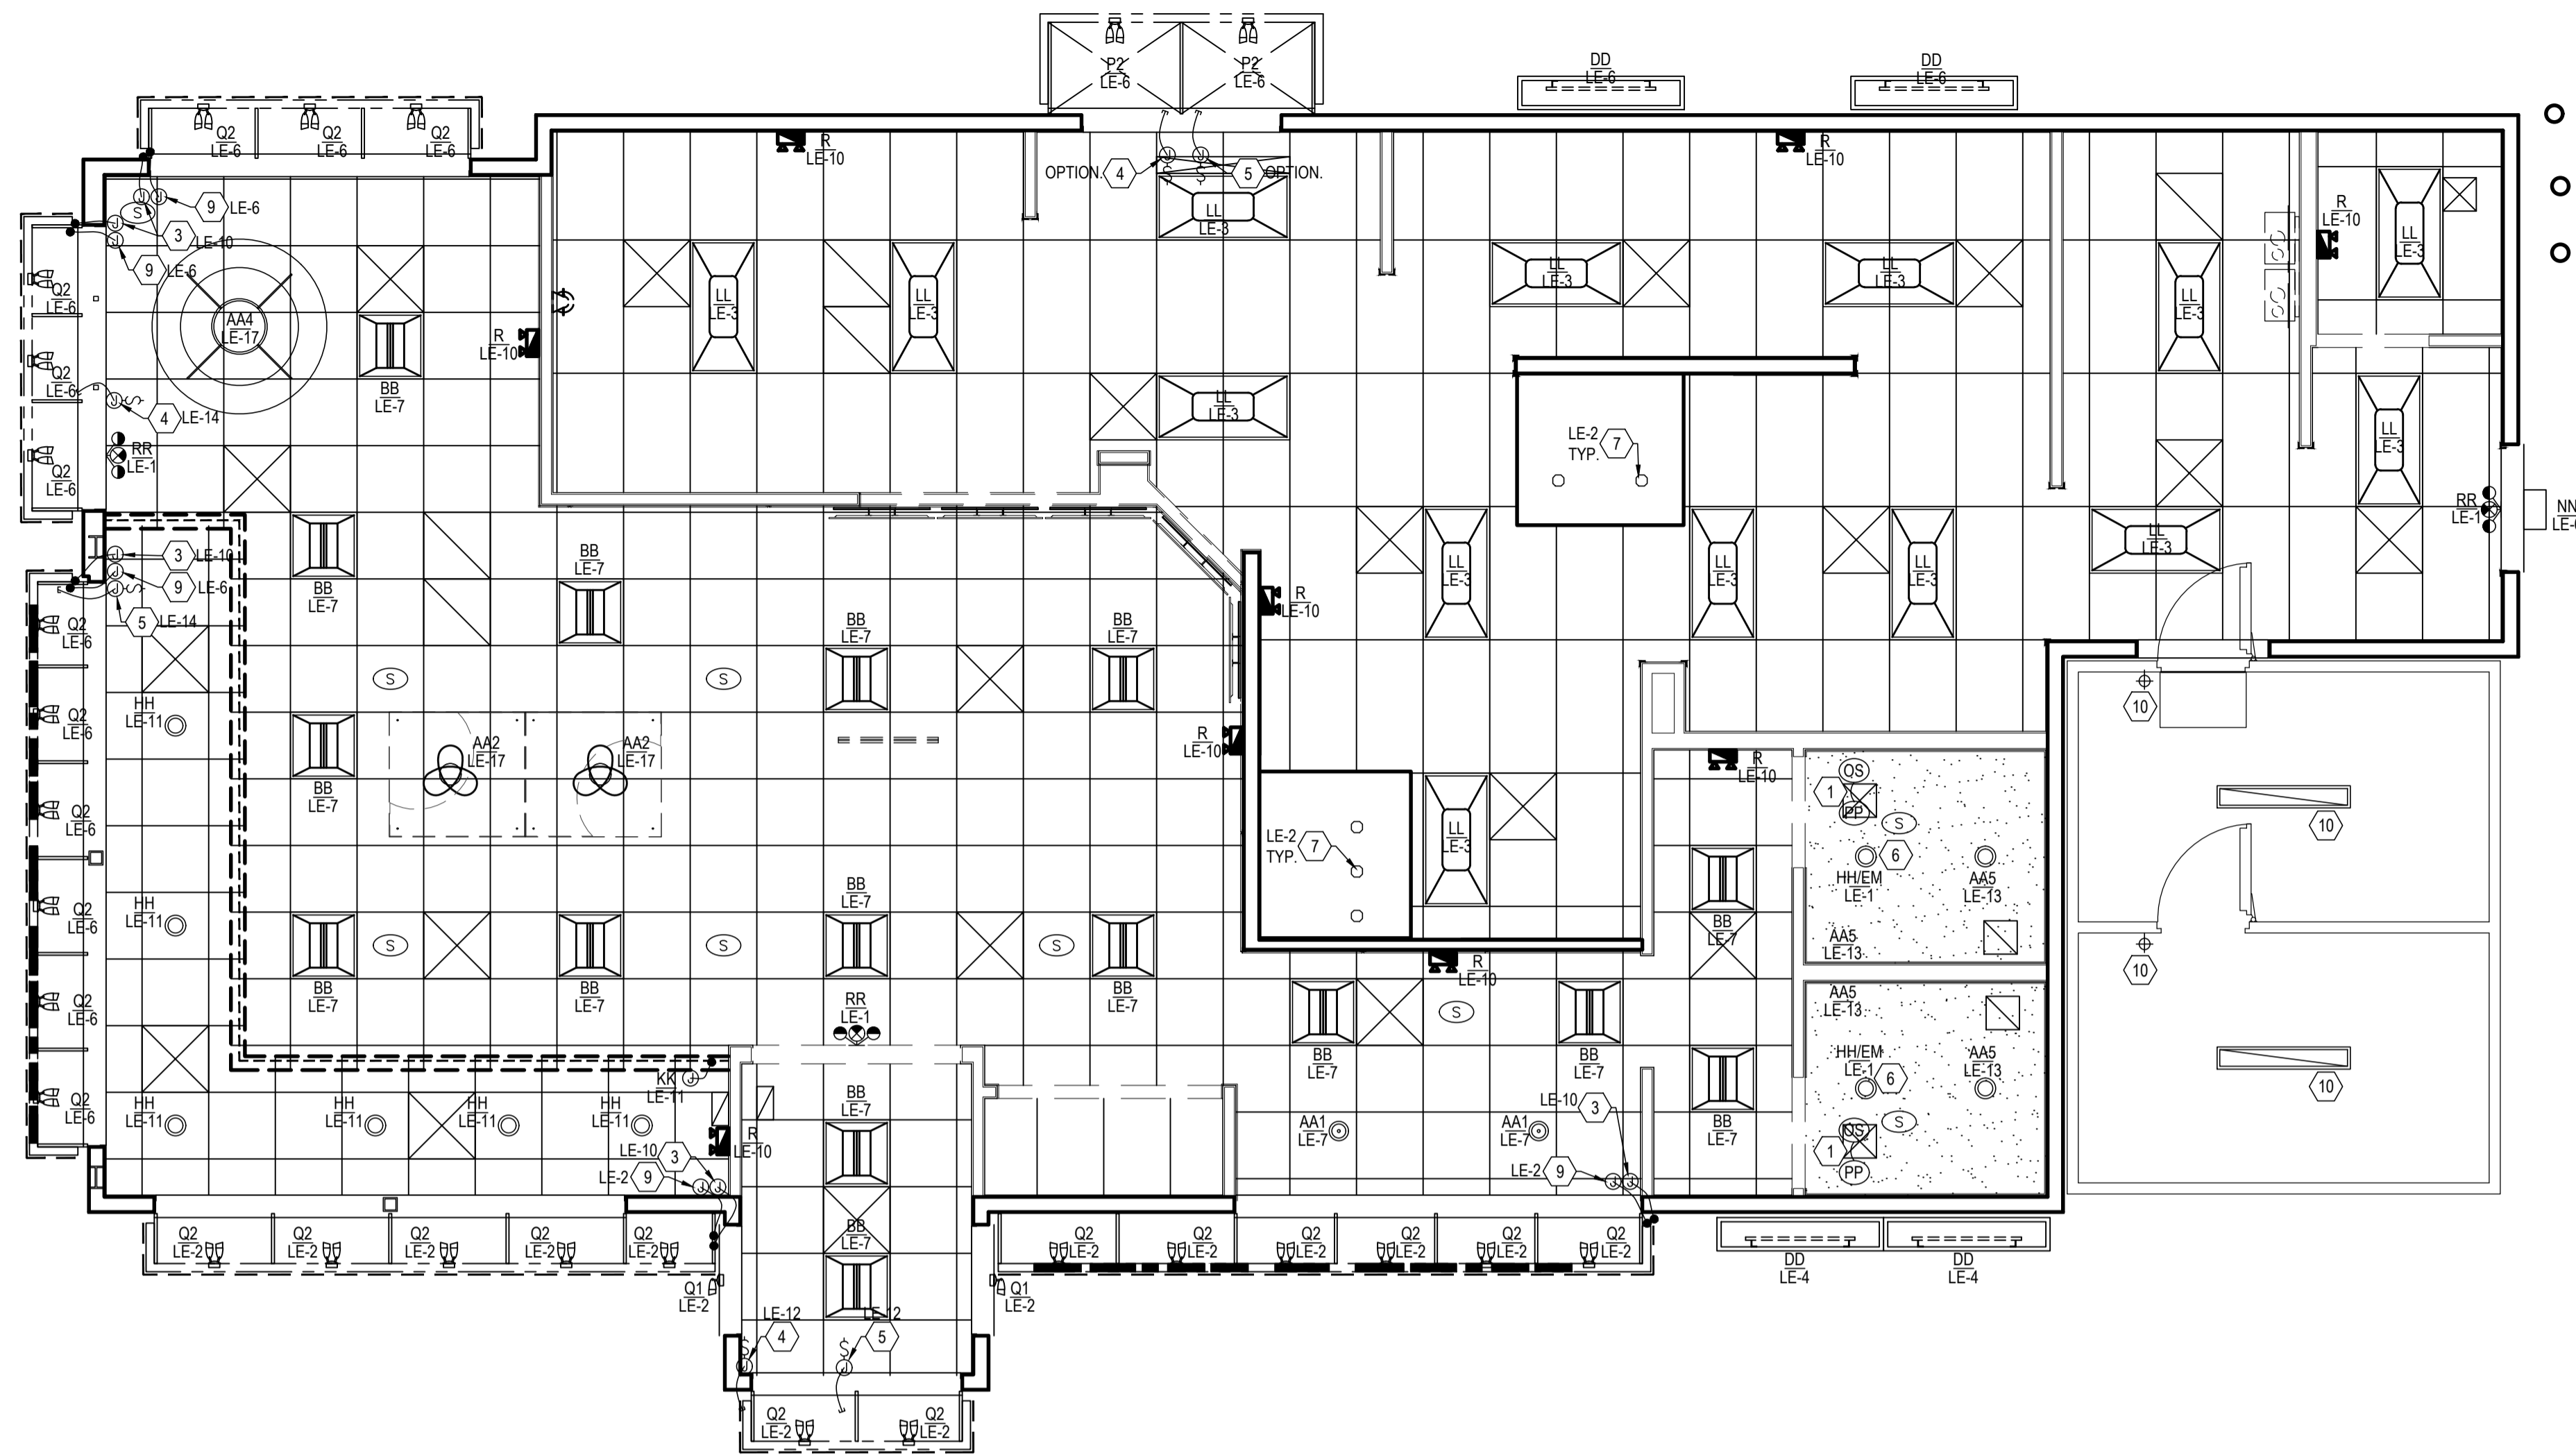 P2
LE-6
P2
LE-6
DD
LE-6
DD
LE-6
Q2
LE-6
Q2
LE-6
Q2
LE-6
R
LE-10
R
LE-10
OPTION.
4
5
OPTION.
9
LE-6
S
3
LE-10
9
LE-6
LL
LE-3
R
LE-10
LL
LE-3
Q2
LE-6
Q2
LE-6
Q2
LE-6
AA4
LE-17
R
LE-10
BB
LE-7
LL
LE-3
LL
LE-3
LL
LE-3
LL
LE-3
LL
LE-3
4
LE-14
RR
LE-1
LL
LE-3
LL
LE-3
LE-2
TYP.
7
RR
LE-1
NN
3
LE-10
9
LE-6
5
LE-14
BB
LE-7
BB
LE-7
LL
LE-3
LL
LE-3
LL
LE-3
LL
LE-3
R
LE-10
BB
LE-7
BB
LE-7
Q2
LE-6
S
S
HH
LE-11
Q2
LE-6
BB
LE-7
AA2
LE-17
AA2
LE-17
R
LE-10
R
LE-10
QS
1
PP
S
10
10
Q2
LE-6
LE-2
TYP.
7
LL
LE-3
6
HH/EM
LE-1
AA5
LE-13
HH
LE-11
Q2
LE-6
BB
LE-7
BB
LE-7
BB
LE-7
S
S
S
BB
LE-7
BB
LE-7
BB
LE-7
AA5
LE-13
R
LE-10
10
Q2
LE-6
RR
LE-1
S
AA5
LE-13
BB
LE-7
BB
LE-7
HH/EM
LE-1
6
AA5
LE-13
10
KK
LE-11
BB
LE-7
Q2
LE-6
HH
LE-11
HH
LE-11
HH
LE-11
HH
LE-11
R
LE-10
LE-10
3
LE-2
9
AA1
LE-7
AA1
LE-7
LE-10
3
LE-2
9
BB
LE-7
QS
S
1
PP
Q2
LE-2
Q2
LE-2
Q2
LE-2
Q2
LE-2
Q2
LE-2
BB
LE-7
Q2
LE-2
Q2
LE-2
Q2
LE-2
Q2
LE-2
Q2
LE-2
Q2
LE-2
DD
LE-4
DD
LE-4
Q1
LE-2
Q1
LE-2
LE-12
4
LE-12
5
Q2
LE-2
Q2
LE-2